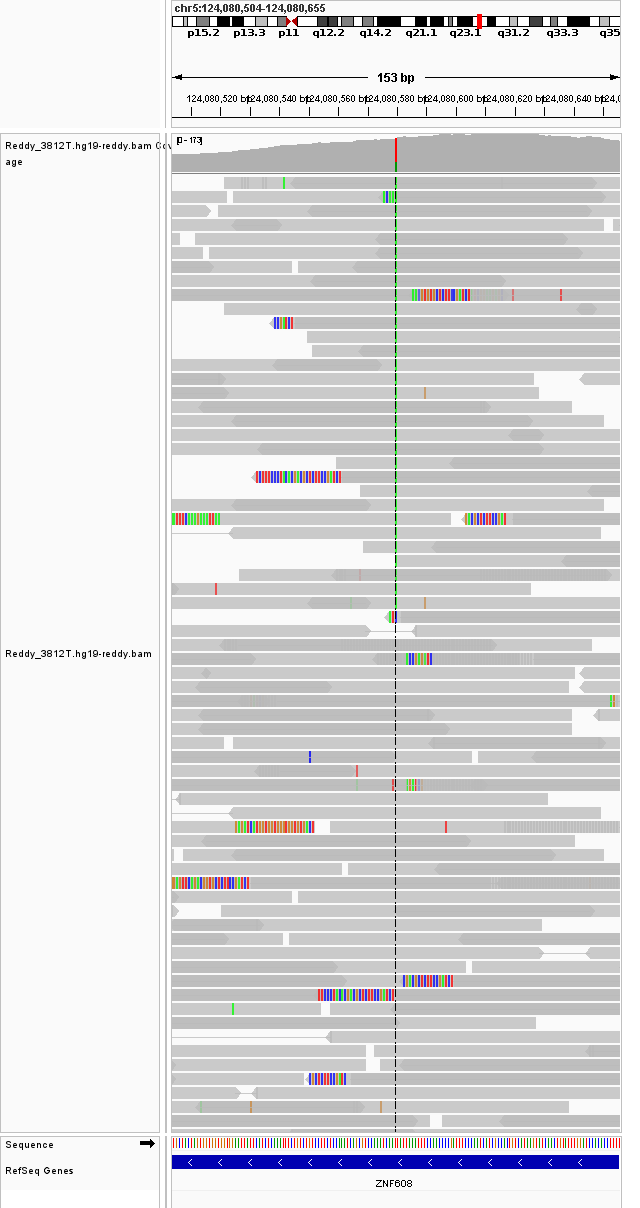 chr5:124,080,504-124,080,655
p15.2 p13.3 p11 q12.2 q14.2 q21.1 q23.1 q31.2 q33.3 q35
153 bp
124,080,520 bp 124,080,540 bp 124,080,560 bp 124,080,580 bp 124,080,600 bp 124,080,620 bp 124,080,640 bp
Reddy_3812T.hg19-reddy.bam Cov
age
[0 - 173]
Reddy_3812T.hg19-reddy.bam
Sequence
RefSeq Genes
ZNF608